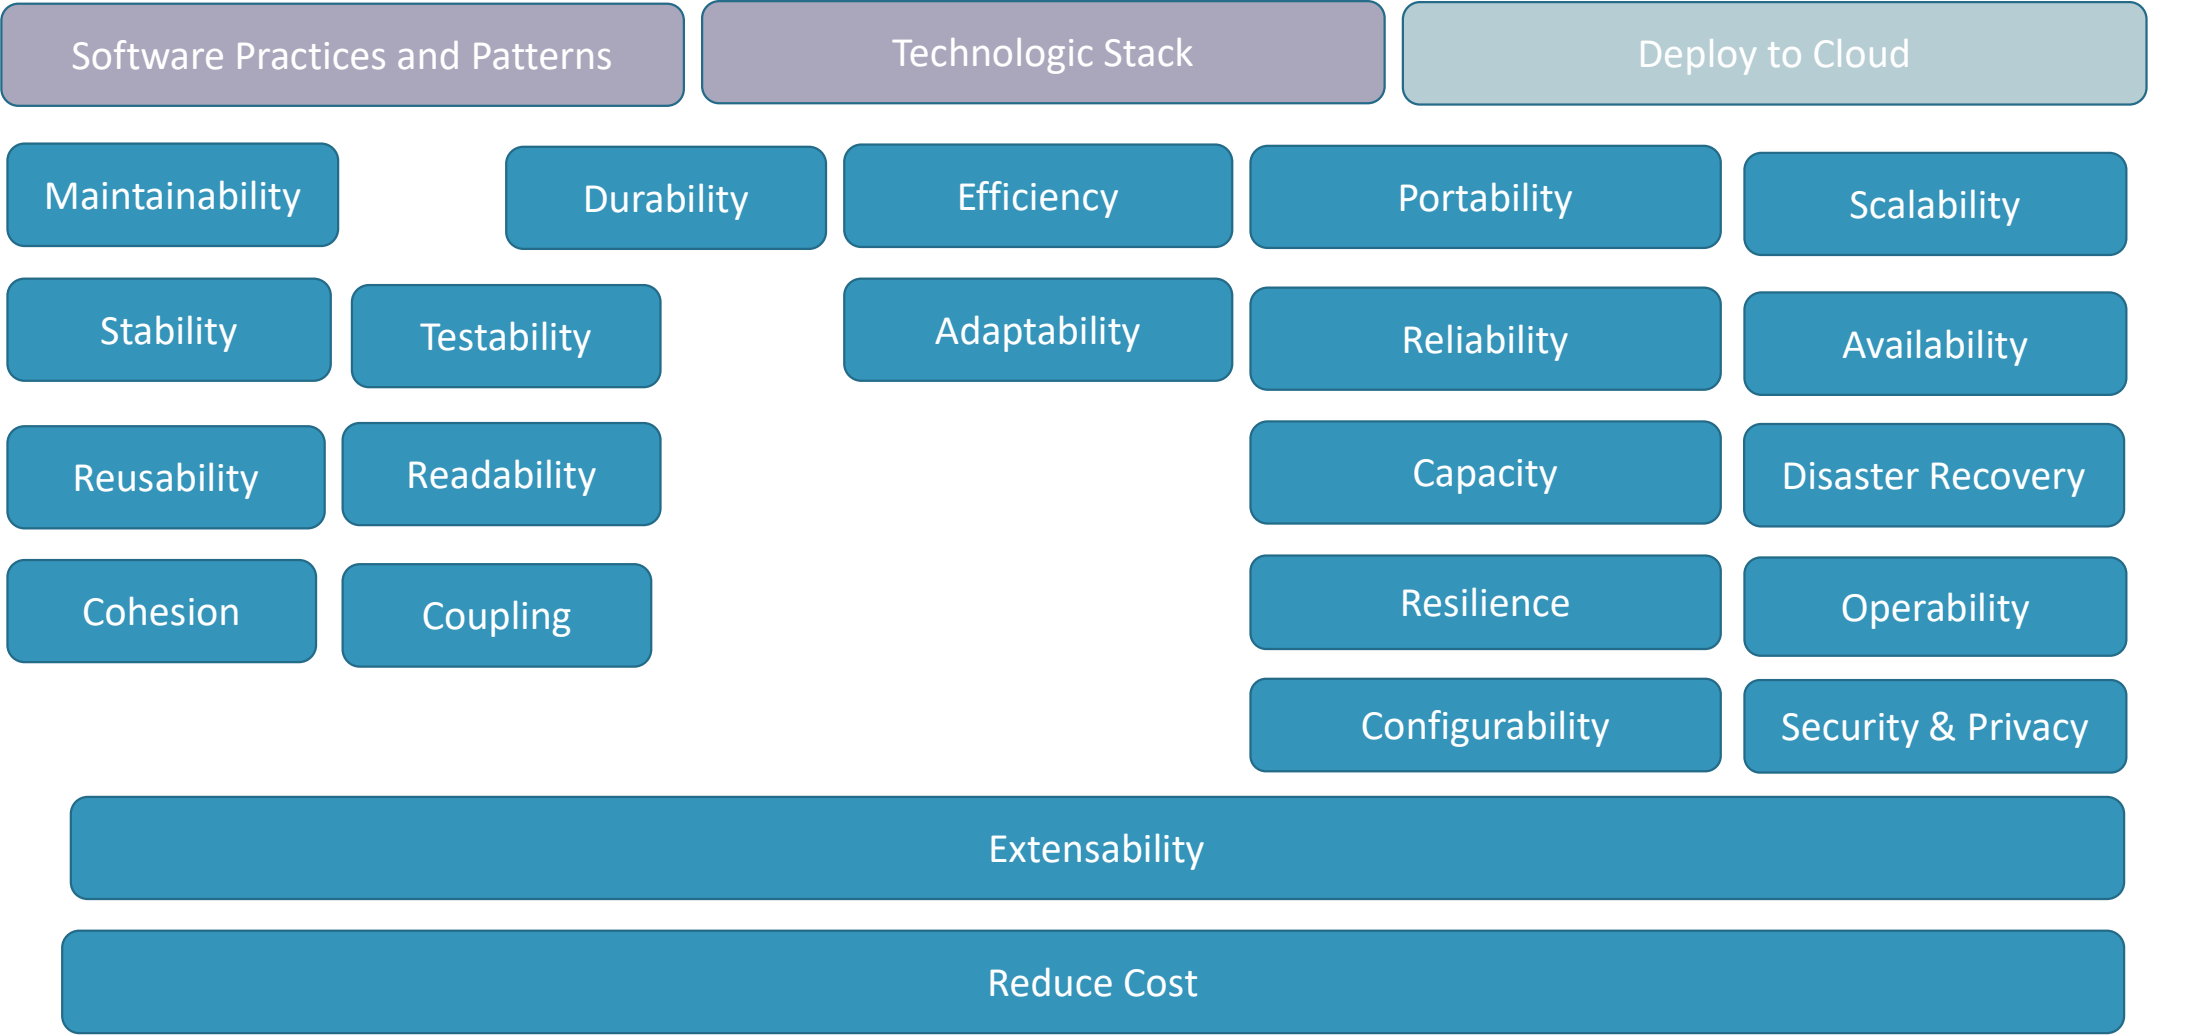 Software Practices and Patterns
Technologic Stack
Deploy to Cloud
Maintainability
Durability
Efficiency
Portability
Scalability
Stability
Testability
Adaptability
Reliability
Availability
Reusability
Readability
Capacity
Disaster Recovery
Cohesion
Coupling
Resilience
Operability
Configurability
Security & Privacy
Extensability
Reduce Cost